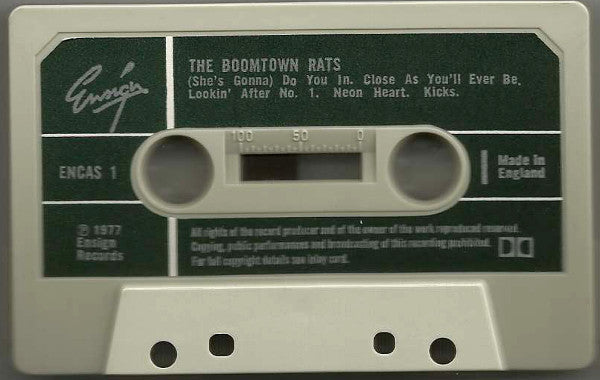 Ensign
THE BOOMTOWN RATS
(She's Gonna) Do You In. Close As You'll Ever Be.
Lookin' After No. 1. Neon Heart. Kicks.
100 50 0
ENCAS 1
Made in
England
℗ 1977
Ensign
Records
All rights of the record producer and of the owner of the work reproduced reserved.
Copying, public performances and broadcasting of this recording prohibited.
For full copyright details see inlay card.